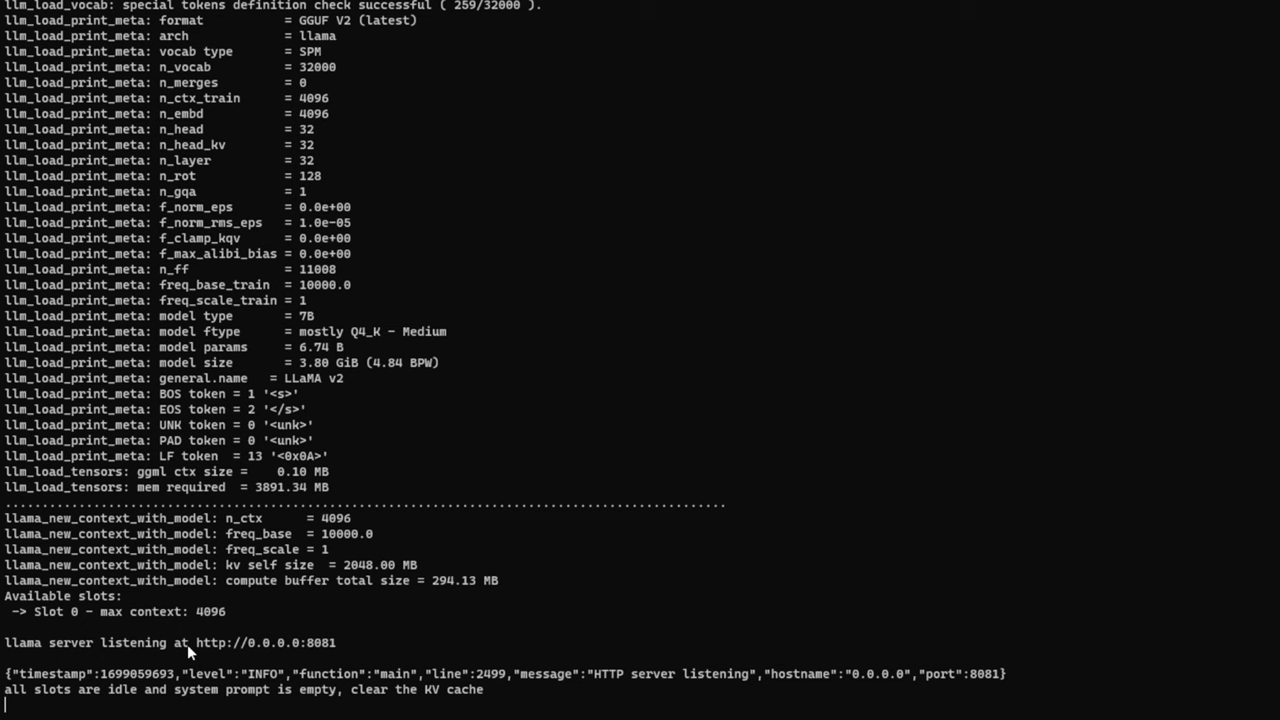 llm_load_vocab: special tokens definition check successful ( 259/32000 ).
llm_load_print_meta: format           = GGUF V2 (latest)
llm_load_print_meta: arch             = llama
llm_load_print_meta: vocab type       = SPM
llm_load_print_meta: n_vocab          = 32000
llm_load_print_meta: n_merges         = 0
llm_load_print_meta: n_ctx_train      = 4096
llm_load_print_meta: n_embd           = 4096
llm_load_print_meta: n_head           = 32
llm_load_print_meta: n_head_kv        = 32
llm_load_print_meta: n_layer          = 32
llm_load_print_meta: n_rot            = 128
llm_load_print_meta: n_gqa            = 1
llm_load_print_meta: f_norm_eps       = 0.0e+00
llm_load_print_meta: f_norm_rms_eps   = 1.0e-05
llm_load_print_meta: f_clamp_kqv      = 0.0e+00
llm_load_print_meta: f_max_alibi_bias = 0.0e+00
llm_load_print_meta: n_ff             = 11008
llm_load_print_meta: freq_base_train  = 10000.0
llm_load_print_meta: freq_scale_train = 1
llm_load_print_meta: model type       = 7B
llm_load_print_meta: model ftype      = mostly Q4_K - Medium
llm_load_print_meta: model params     = 6.74 B
llm_load_print_meta: model size       = 3.80 GiB (4.84 BPW)
llm_load_print_meta: general.name   = LLaMA v2
llm_load_print_meta: BOS token = 1 '<s>'
llm_load_print_meta: EOS token = 2 '</s>'
llm_load_print_meta: UNK token = 0 '<unk>'
llm_load_print_meta: PAD token = 0 '<unk>'
llm_load_print_meta: LF token  = 13 '<0x0A>'
llm_load_tensors: ggml ctx size =    0.10 MB
llm_load_tensors: mem required  = 3891.34 MB
..................................................................................................
llama_new_context_with_model: n_ctx      = 4096
llama_new_context_with_model: freq_base  = 10000.0
llama_new_context_with_model: freq_scale = 1
llama_new_context_with_model: kv self size  = 2048.00 MB
llama_new_context_with_model: compute buffer total size = 294.13 MB
Available slots:
 -> Slot 0 - max context: 4096
llama server listening at http://0.0.0.0:8081
{"timestamp":1699059693,"level":"INFO","function":"main","line":2499,"message":"HTTP server listening","hostname":"0.0.0.0","port":8081}
all slots are idle and system prompt is empty, clear the KV cache